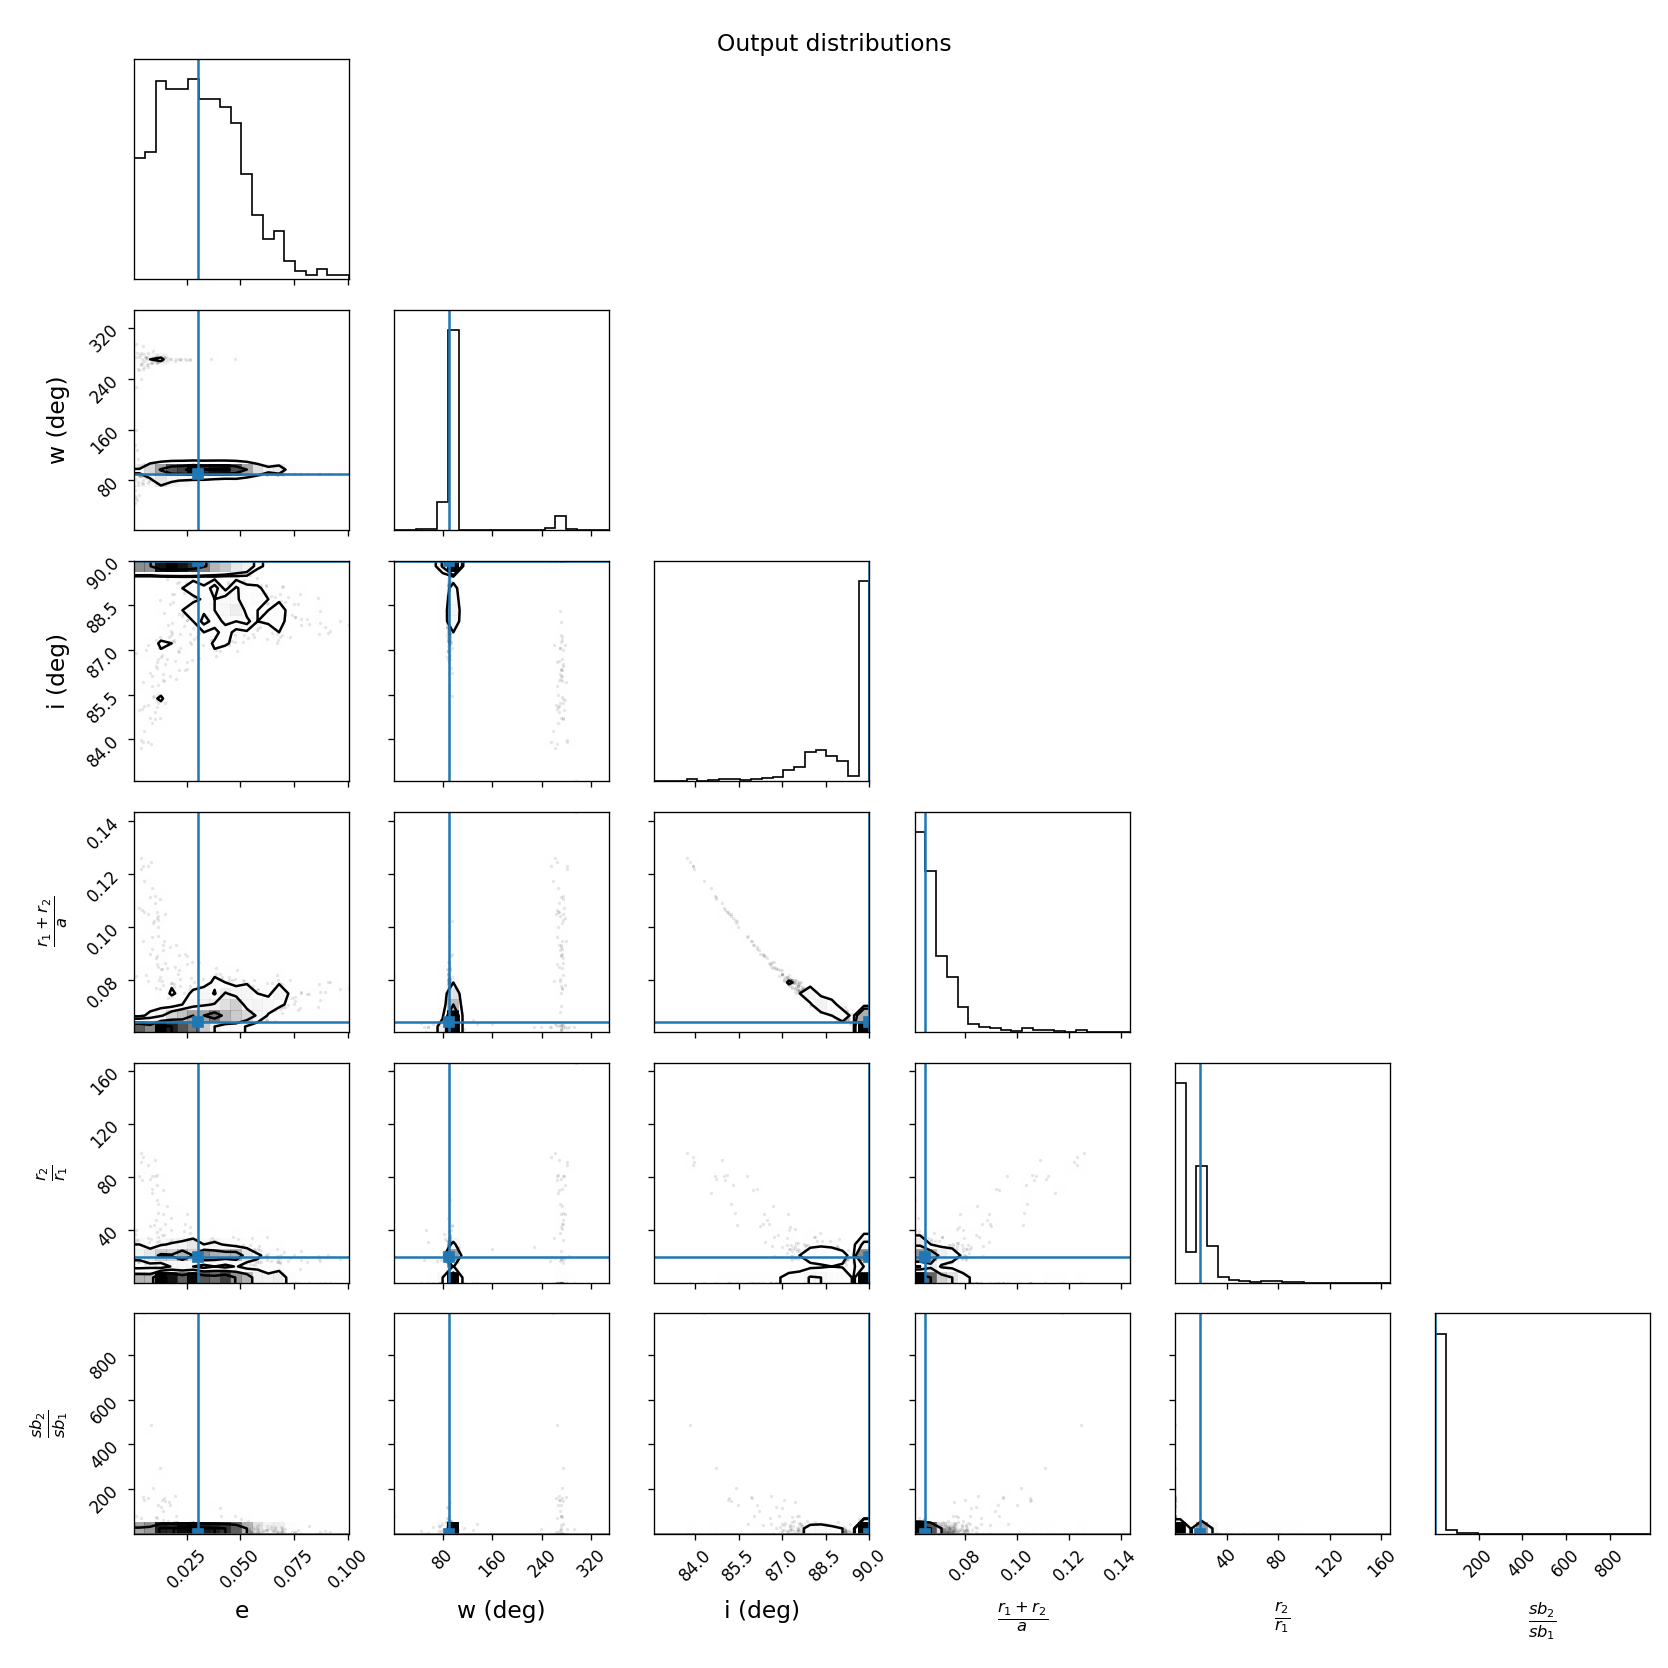 Output distributions
w (deg)
320
240
160
80
i (deg)
90.0
88.5
87.0
85.5
84.0
r₁ + r₂
a
0.14
0.12
0.10
0.08
r₂
r₁
160
120
80
40
sb₂
sb₁
800
600
400
200
0.025 0.050 0.075 0.100 80 160 240 320 84.0 85.5 87.0 88.5 90.0 0.08 0.10 0.12 0.14 40 80 120 160 200 400 600 800
e w (deg) i (deg)
r₁ + r₂
a
r₂
r₁
sb₂
sb₁